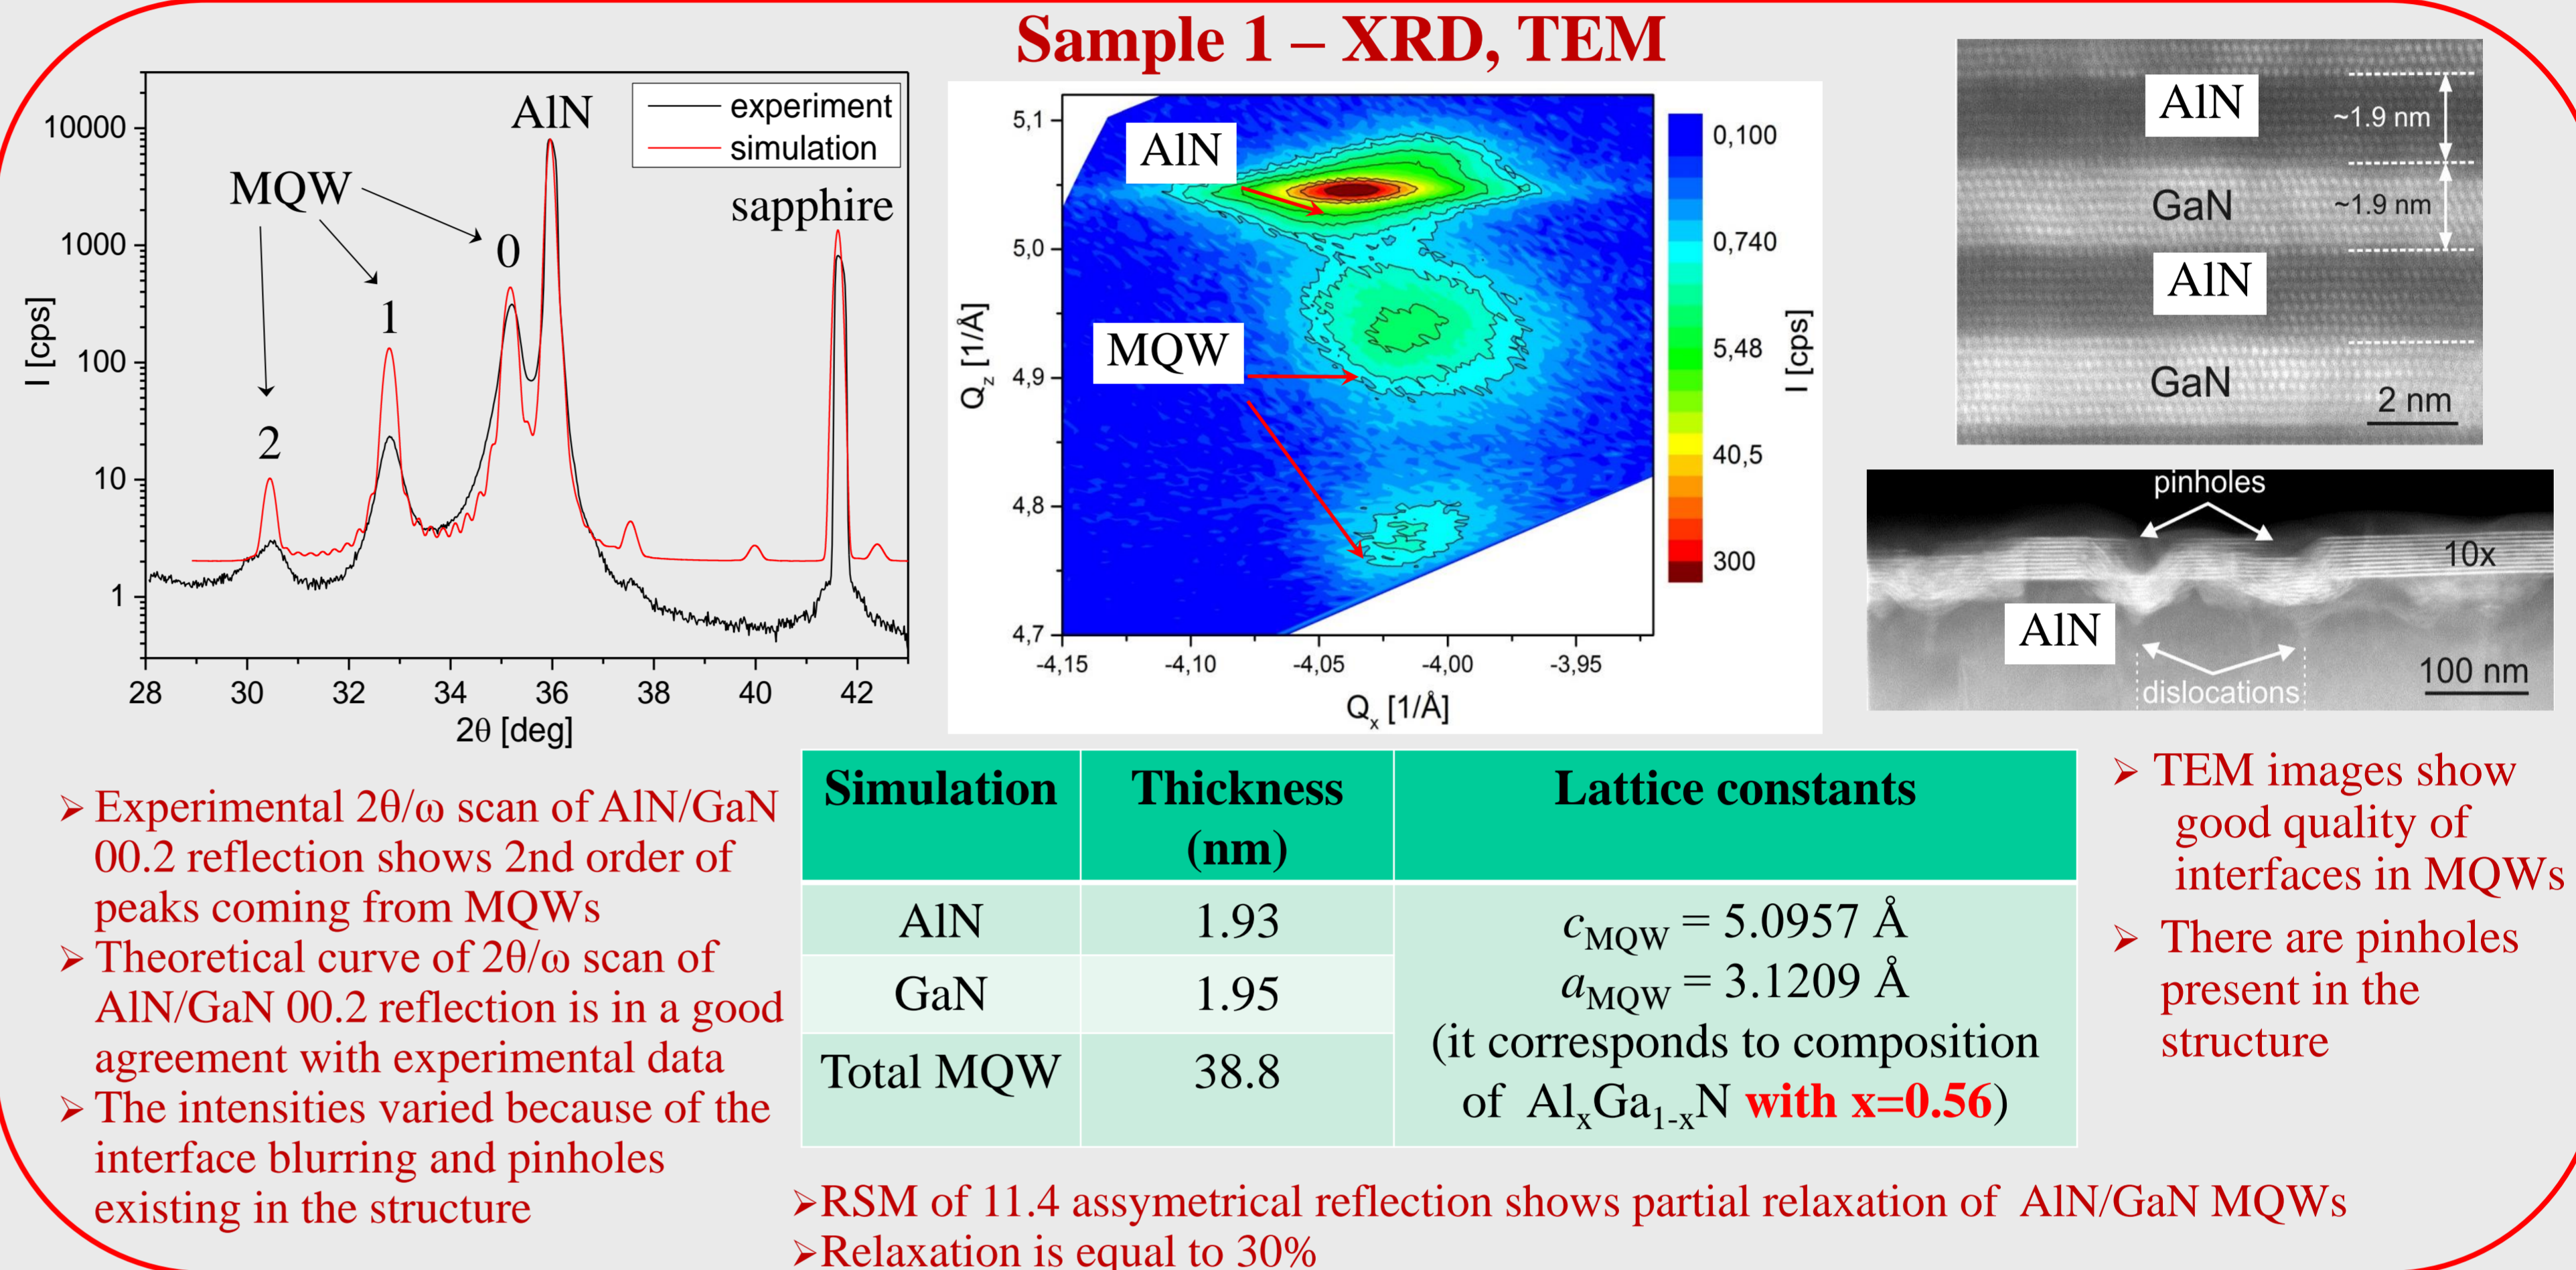 Sample 1 – XRD, TEM
experiment
simulation
AlN
MQW
sapphire
0
1
2
10000
1000
100
10
1
I [cps]
28 30 32 34 36 38 40 42
2θ [deg]
AlN
MQW
5,1
5,0
4,9
4,8
4,7
Q_z [1/Å]
-4,15 -4,10 -4,05 -4,00 -3,95
Q_x [1/Å]
0,100
0,740
5,48
40,5
300
I [cps]
AlN
~1.9 nm
GaN
~1.9 nm
AlN
GaN
2 nm
pinholes
10x
AlN
dislocations
100 nm
➢ Experimental 2θ/ω scan of AlN/GaN
00.2 reflection shows 2nd order of
peaks coming from MQWs
➢ Theoretical curve of 2θ/ω scan of
AlN/GaN 00.2 reflection is in a good
agreement with experimental data
➢ The intensities varied because of the
interface blurring and pinholes
existing in the structure
Simulation Thickness Lattice constants
(nm)
AlN 1.93
GaN 1.95
Total MQW 38.8
c_MQW = 5.0957 Å
a_MQW = 3.1209 Å
(it corresponds to composition
of Al_xGa_1-xN with x=0.56)
➢ TEM images show
good quality of
interfaces in MQWs
➢ There are pinholes
present in the
structure
➢RSM of 11.4 assymetrical reflection shows partial relaxation of AlN/GaN MQWs
➢Relaxation is equal to 30%